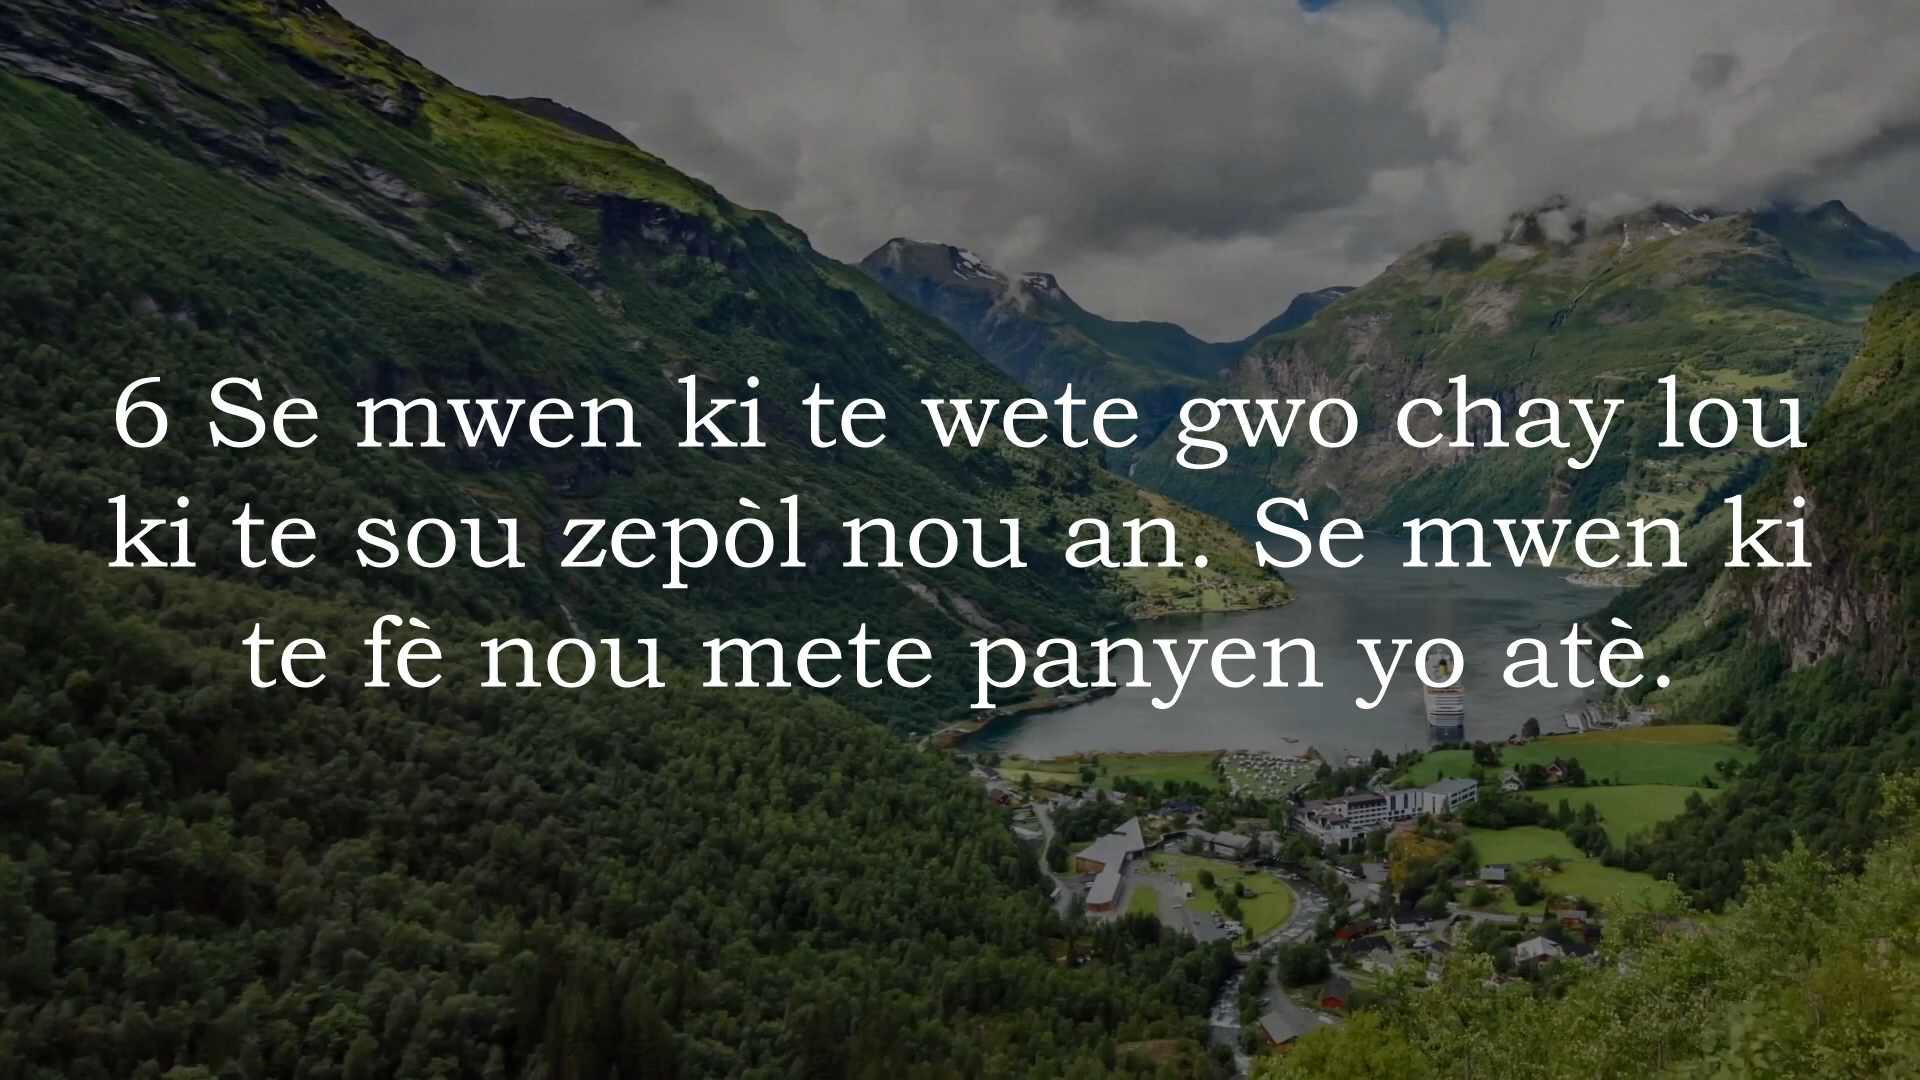 6 Se mwen ki te wete gwo chay lou
ki te sou zepòl nou an. Se mwen ki
te fè nou mete panyen yo atè.